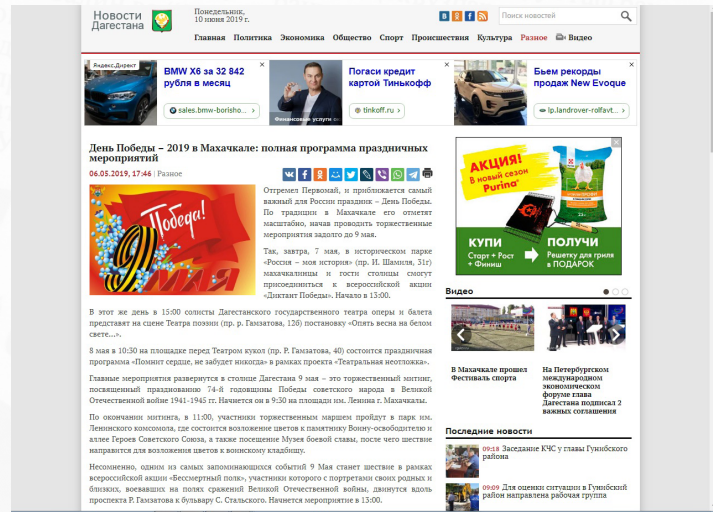 Новости
Дагестана
Понедельник,
10 июня 2019 г.
Поиск новостей
Главная Политика Экономика Общество Спорт Происшествия Культура Разное Видео
Яндекс.Директ
BMW X6 за 32 842
рубля в месяц
sales.bmw-borisho... >
Финансовые услуги
Погаси кредит
картой Тинькофф
tinkoff.ru >
Бьем рекорды
продаж New Evoque
lp.landrover-rolfavt... >
День Победы – 2019 в Махачкале: полная программа праздничных
мероприятий
06.05.2019, 17:46 | Разное
Победа!
9 МАЯ
Отгремел Первомай, и приближается самый
важный для России праздник – День Победы.
По традиции в Махачкале его отметят
масштабно, начав проводить торжественные
мероприятия задолго до 9 мая.
Так, завтра, 7 мая, в историческом парке
«Россия – моя история» (пр. И. Шамиля, 31г)
махачкалинцы и гости столицы смогут
присоединиться к всероссийской акции
«Диктант Победы». Начало в 13:00.
В этот же день в 15:00 солисты Дагестанского государственного театра оперы и балета
представят на сцене Театра поэзии (пр. р. Гамзатова, 12б) постановку «Опять весна на белом
свете...».
8 мая в 10:30 на площадке перед Театром кукол (пр. Р. Гамзатова, 40) состоится праздничная
программа «Помнит сердце, не забудет никогда» в рамках проекта «Театральная неотложка».
Главные мероприятия развернутся в столице Дагестана 9 мая – это торжественный митинг,
посвященный празднованию 74-й годовщины Победы советского народа в Великой
Отечественной войне 1941-1945 гг. Начнется он в 9:30 на площади им. Ленина г. Махачкалы.
По окончании митинга, в 11:00, участники торжественным маршем пройдут в парк им.
Ленинского комсомола, где состоится возложение цветов к памятнику Воину-освободителю и
аллее Героев Советского Союза, а также посещение Музея боевой славы, после чего шествие
направится для возложения цветов к воинскому кладбищу.
Несомненно, одним из самых запоминающихся событий 9 Мая станет шествие в рамках
всероссийской акции «Бессмертный полк», участники которого с портретами своих родных и
близких, воевавших на полях сражений Великой Отечественной войны, двинутся вдоль
проспекта Р. Гамзатова к бульвару С. Стальского. Начнется мероприятие в 13:00.
АКЦИЯ!
В новый сезон
Purina®
КУПИ
Старт + Рост
+ Финиш
ПОЛУЧИ
Решетку для гриля
в ПОДАРОК
Видео
В Махачкале прошел
Фестиваль спорта
На Петербургском
международном
экономическом
форуме глава
Дагестана подписал 2
важных соглашения
Последние новости
09:18 Заседание КЧС у главы Гунибского
района
09:09 Для оценки ситуации в Гунибский
район направлена рабочая группа